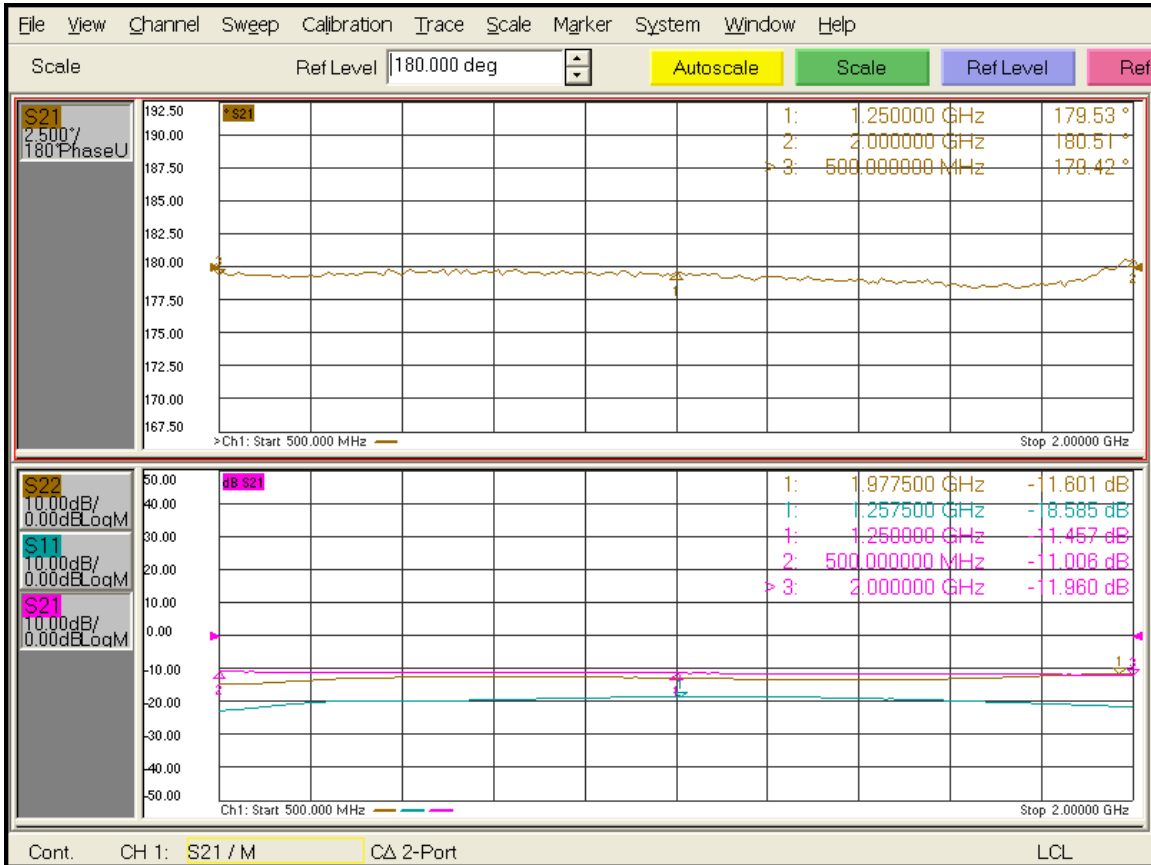 File View Channel Sweep Calibration Trace Scale Marker System Window Help
Scale Ref Level 180.000 deg Autoscale Scale Ref Level Ref
S21
2.500°/
180°PhaseU
192.50
190.00
187.50
185.00
182.50
180.00
177.50
175.00
172.50
170.00
167.50
° S21
1: 1.250000 GHz 179.53 °
2: 2.000000 GHz 180.51 °
> 3: 500.000000 MHz 179.42 °
3
1
2
>Ch1: Start 500.000 MHz Stop 2.00000 GHz
S22
10.00dB/
0.00dBLogM
S11
10.00dB/
0.00dBLogM
S21
10.00dB/
0.00dBLogM
50.00
40.00
30.00
20.00
10.00
0.00
-10.00
-20.00
-30.00
-40.00
-50.00
dB S21
1: 1.977500 GHz -11.601 dB
1: 1.257500 GHz -18.585 dB
1: 1.250000 GHz -11.457 dB
2: 500.000000 MHz -11.006 dB
> 3: 2.000000 GHz -11.960 dB
1
2
Ch1: Start 500.000 MHz Stop 2.00000 GHz
Cont. CH 1: S21 / M CΔ 2-Port LCL